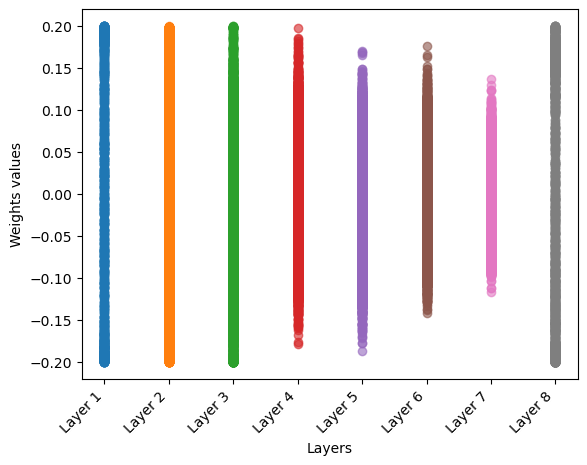 0.20
0.15
0.10
0.05
0.00
−0.05
−0.10
−0.15
−0.20
Weights values
Layer 1
Layer 2
Layer 3
Layer 4
Layer 5
Layer 6
Layer 7
Layer 8
Layers